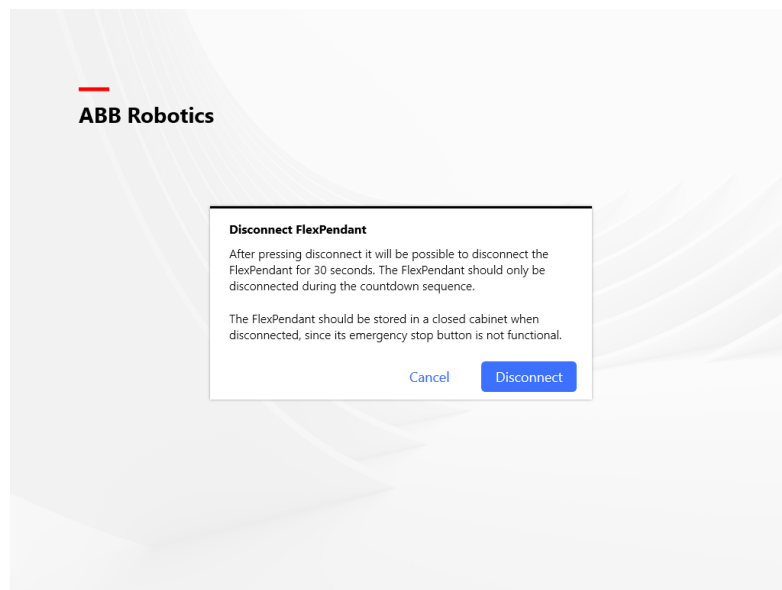 ABB Robotics
Disconnect FlexPendant
After pressing disconnect it will be possible to disconnect the
FlexPendant for 30 seconds. The FlexPendant should only be
disconnected during the countdown sequence.
The FlexPendant should be stored in a closed cabinet when
disconnected, since its emergency stop button is not functional.
Cancel Disconnect